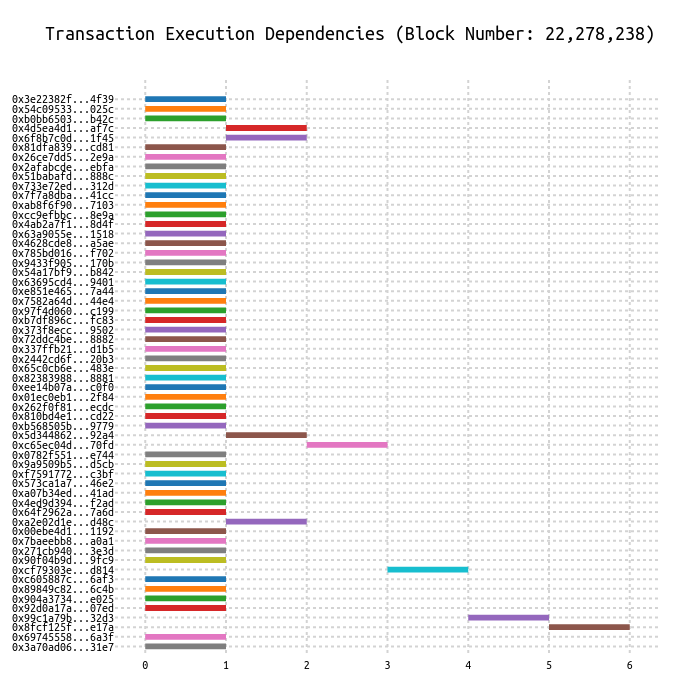 Transaction Execution Dependencies (Block Number: 22,278,238)
0x3e22382f...4f39
0x54c09533...025c
0xb0bb6503...b42c
0x4d5ea4d1...af7c
0x6f8b7c0d...1f45
0x81dfa839...cd81
0x26ce7dd5...2e9a
0x2afabcde...ebfa
0x51babafd...888c
0x733e72ed...312d
0x7f7a8dba...41cc
0xab8f6f90...7103
0xcc9efbbc...8e9a
0x4ab2a7f1...8d4f
0x63a9055e...1518
0x4628cde8...a5ae
0x785bd016...f702
0x9433f905...170b
0x54a17bf9...b842
0x63695cd4...9401
0xe851e465...7a44
0x7582a64d...44e4
0x97f4d060...c199
0xb7df896c...fc83
0x373f8ecc...9502
0x72ddc4be...8882
0x337ffb21...d1b5
0x2442cd6f...20b3
0x65c0cb6e...483e
0x82383988...8881
0xee14b07a...c0f0
0x01ec0eb1...2f84
0x262f0f81...ecdc
0x810bd4e1...cd22
0xb568505b...9779
0x5d344862...92a4
0xc65ec04d...70fd
0x0782f551...e744
0x9a9509b5...d5cb
0xf7591772...c3bf
0x573ca1a7...46e2
0xa07b34ed...41ad
0x4ed9d394...f2ad
0x64f2962a...7a6d
0xa2e02d1e...d48c
0x00ebe4d1...1192
0x7baeebb8...a0a1
0x271cb940...3e3d
0x90f04b9d...9fc9
0xcf79303e...d814
0xc605887c...6af3
0x89849c82...6c4b
0x904a3734...e025
0x92d0a17a...07ed
0x99c1a79b...32d3
0x8fcf125f...e17a
0x69745558...6a3f
0x3a70ad06...31e7
0 1 2 3 4 5 6